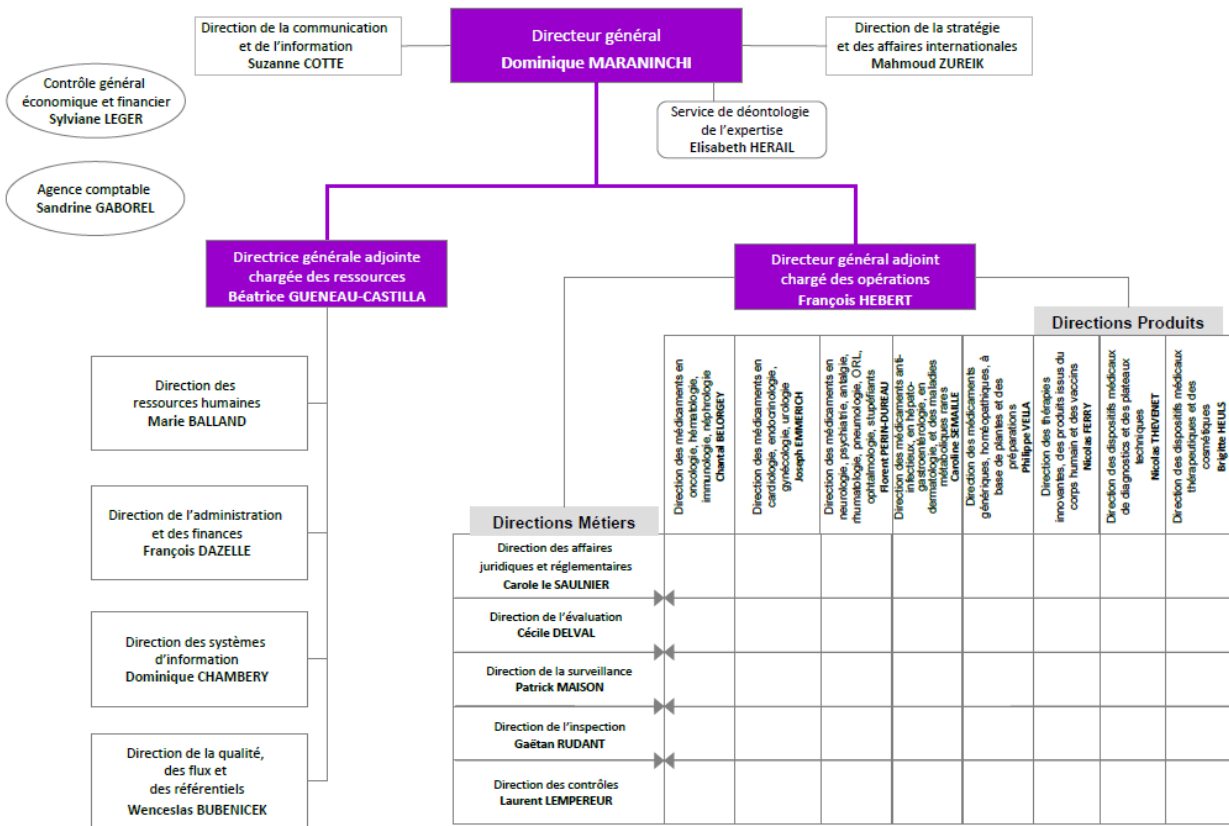 Direction de la communication
et de l'information
Suzanne COTTE
Directeur général
Dominique MARANINCHI
Direction de la stratégie
et des affaires internationales
Mahmoud ZUREIK
Contrôle général
économique et financier
Sylviane LEGER
Service de déontologie
de l'expertise
Elisabeth HERAIL
Agence comptable
Sandrine GABOREL
Directrice générale adjointe
chargée des ressources
Béatrice GUENEAU-CASTILLA
Directeur général adjoint
chargé des opérations
François HEBERT
Direction des
ressources humaines
Marie BALLAND
Direction de l'administration
et des finances
François DAZELLE
Direction des systèmes
d'information
Dominique CHAMBERY
Direction de la qualité,
des flux et
des référentiels
Wenceslas BUBENICEK
Directions Produits
Direction des médicaments en
oncologie, hématologie,
immunologie, néphrologie
Chantal BELORGEY
Direction des médicaments en
cardiologie, endocrinologie,
gynécologie, urologie
Joseph EMMERICH
Direction des médicaments en
neurologie, psychiatrie, antalgie,
rhumatologie, pneumologie, ORL,
ophtalmologie, stupéfiants
Florent PERIN-DUREAU
Direction des médicaments anti-
infectieux, en hépato-
gastroentérologie, en
dermatologie, et des maladies
métaboliques rares
Caroline SEMAILLE
Direction des médicaments
génériques, homéopathiques, à
base de plantes et des
préparations
Philippe VELLA
Direction des thérapies
innovantes, des produits issus du
corps humain et des vaccins
Nicolas FERRY
Direction des dispositifs médicaux
de diagnostics et des plateaux
techniques
Nicolas THEVENET
Direction des dispositifs médicaux
thérapeutiques et des
cosmétiques
Brigitte HEULS
Directions Métiers
Direction des affaires
juridiques et réglementaires
Carole le SAULNIER
Direction de l'évaluation
Cécile DELVAL
Direction de la surveillance
Patrick MAISON
Direction de l'inspection
Gaëtan RUDANT
Direction des contrôles
Laurent LEMPEREUR